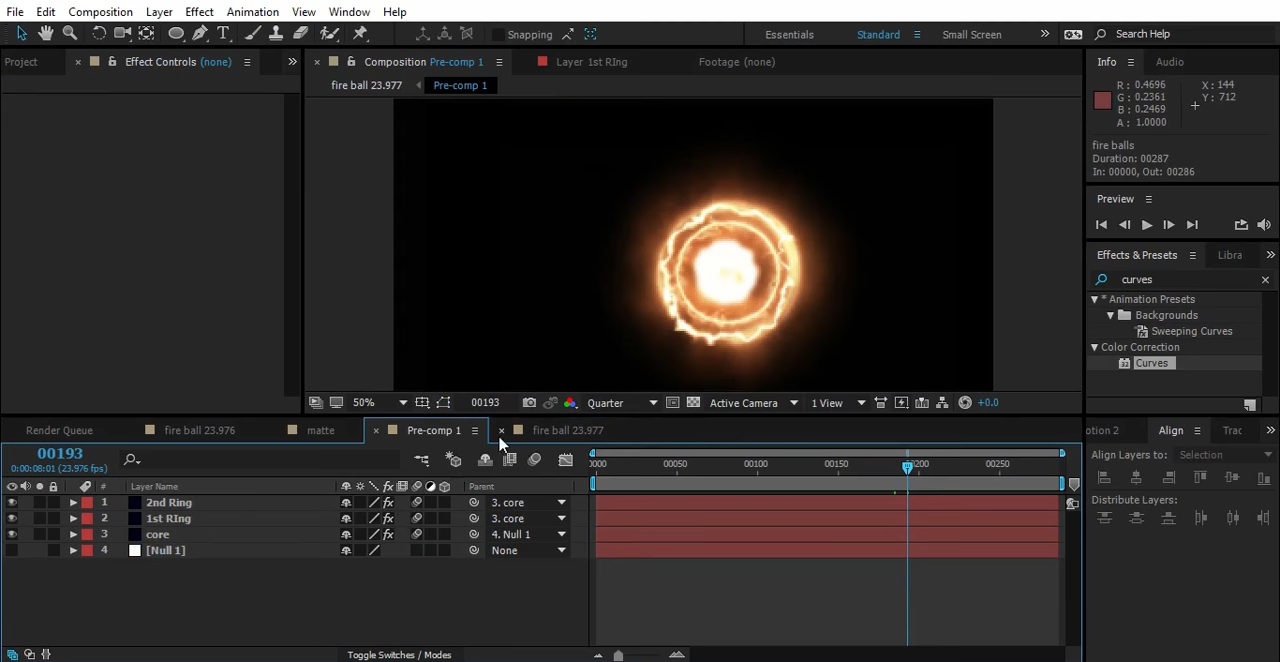 File Edit Composition Layer Effect Animation View Window Help
Snapping Essentials Standard Small Screen Search Help
Project Effect Controls (none) Composition Pre-comp 1 Layer 1st RIng Footage (none) Info Audio
fire ball 23.977 Pre-comp 1
R: 0.4696 X: 144
G: 0.2361 Y: 712
B: 0.2469
A: 1.0000
fire balls
Duration: 00287
In: 00000, Out: 00286
Preview
Effects & Presets Libra
curves
* Animation Presets
Backgrounds
Sweeping Curves
Color Correction
32 Curves
50% 00193 Quarter Active Camera 1 View +0.0
Render Queue fire ball 23.976 matte Pre-comp 1 fire ball 23.977 otion 2 Align Trac
00193
0:00:08:01 (23.976 fps)
0000 00050 00100 00150 00200 00250
Align Layers to: Selection
# Layer Name Parent
1 2nd Ring fx 3. core
2 1st RIng fx 3. core
3 core fx 4. Null 1
4 [Null 1] None
Distribute Layers:
Toggle Switches / Modes